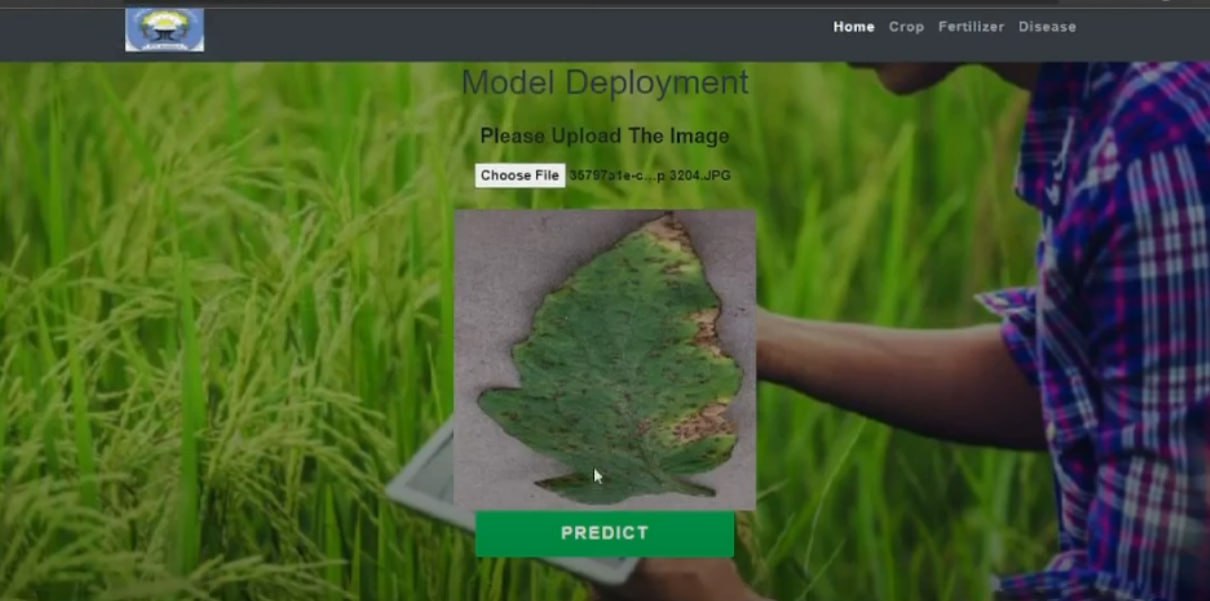 Home Crop Fertilizer Disease
Model Deployment
Please Upload The Image
Choose File 35797a1e-c...p 3204.JPG
PREDICT